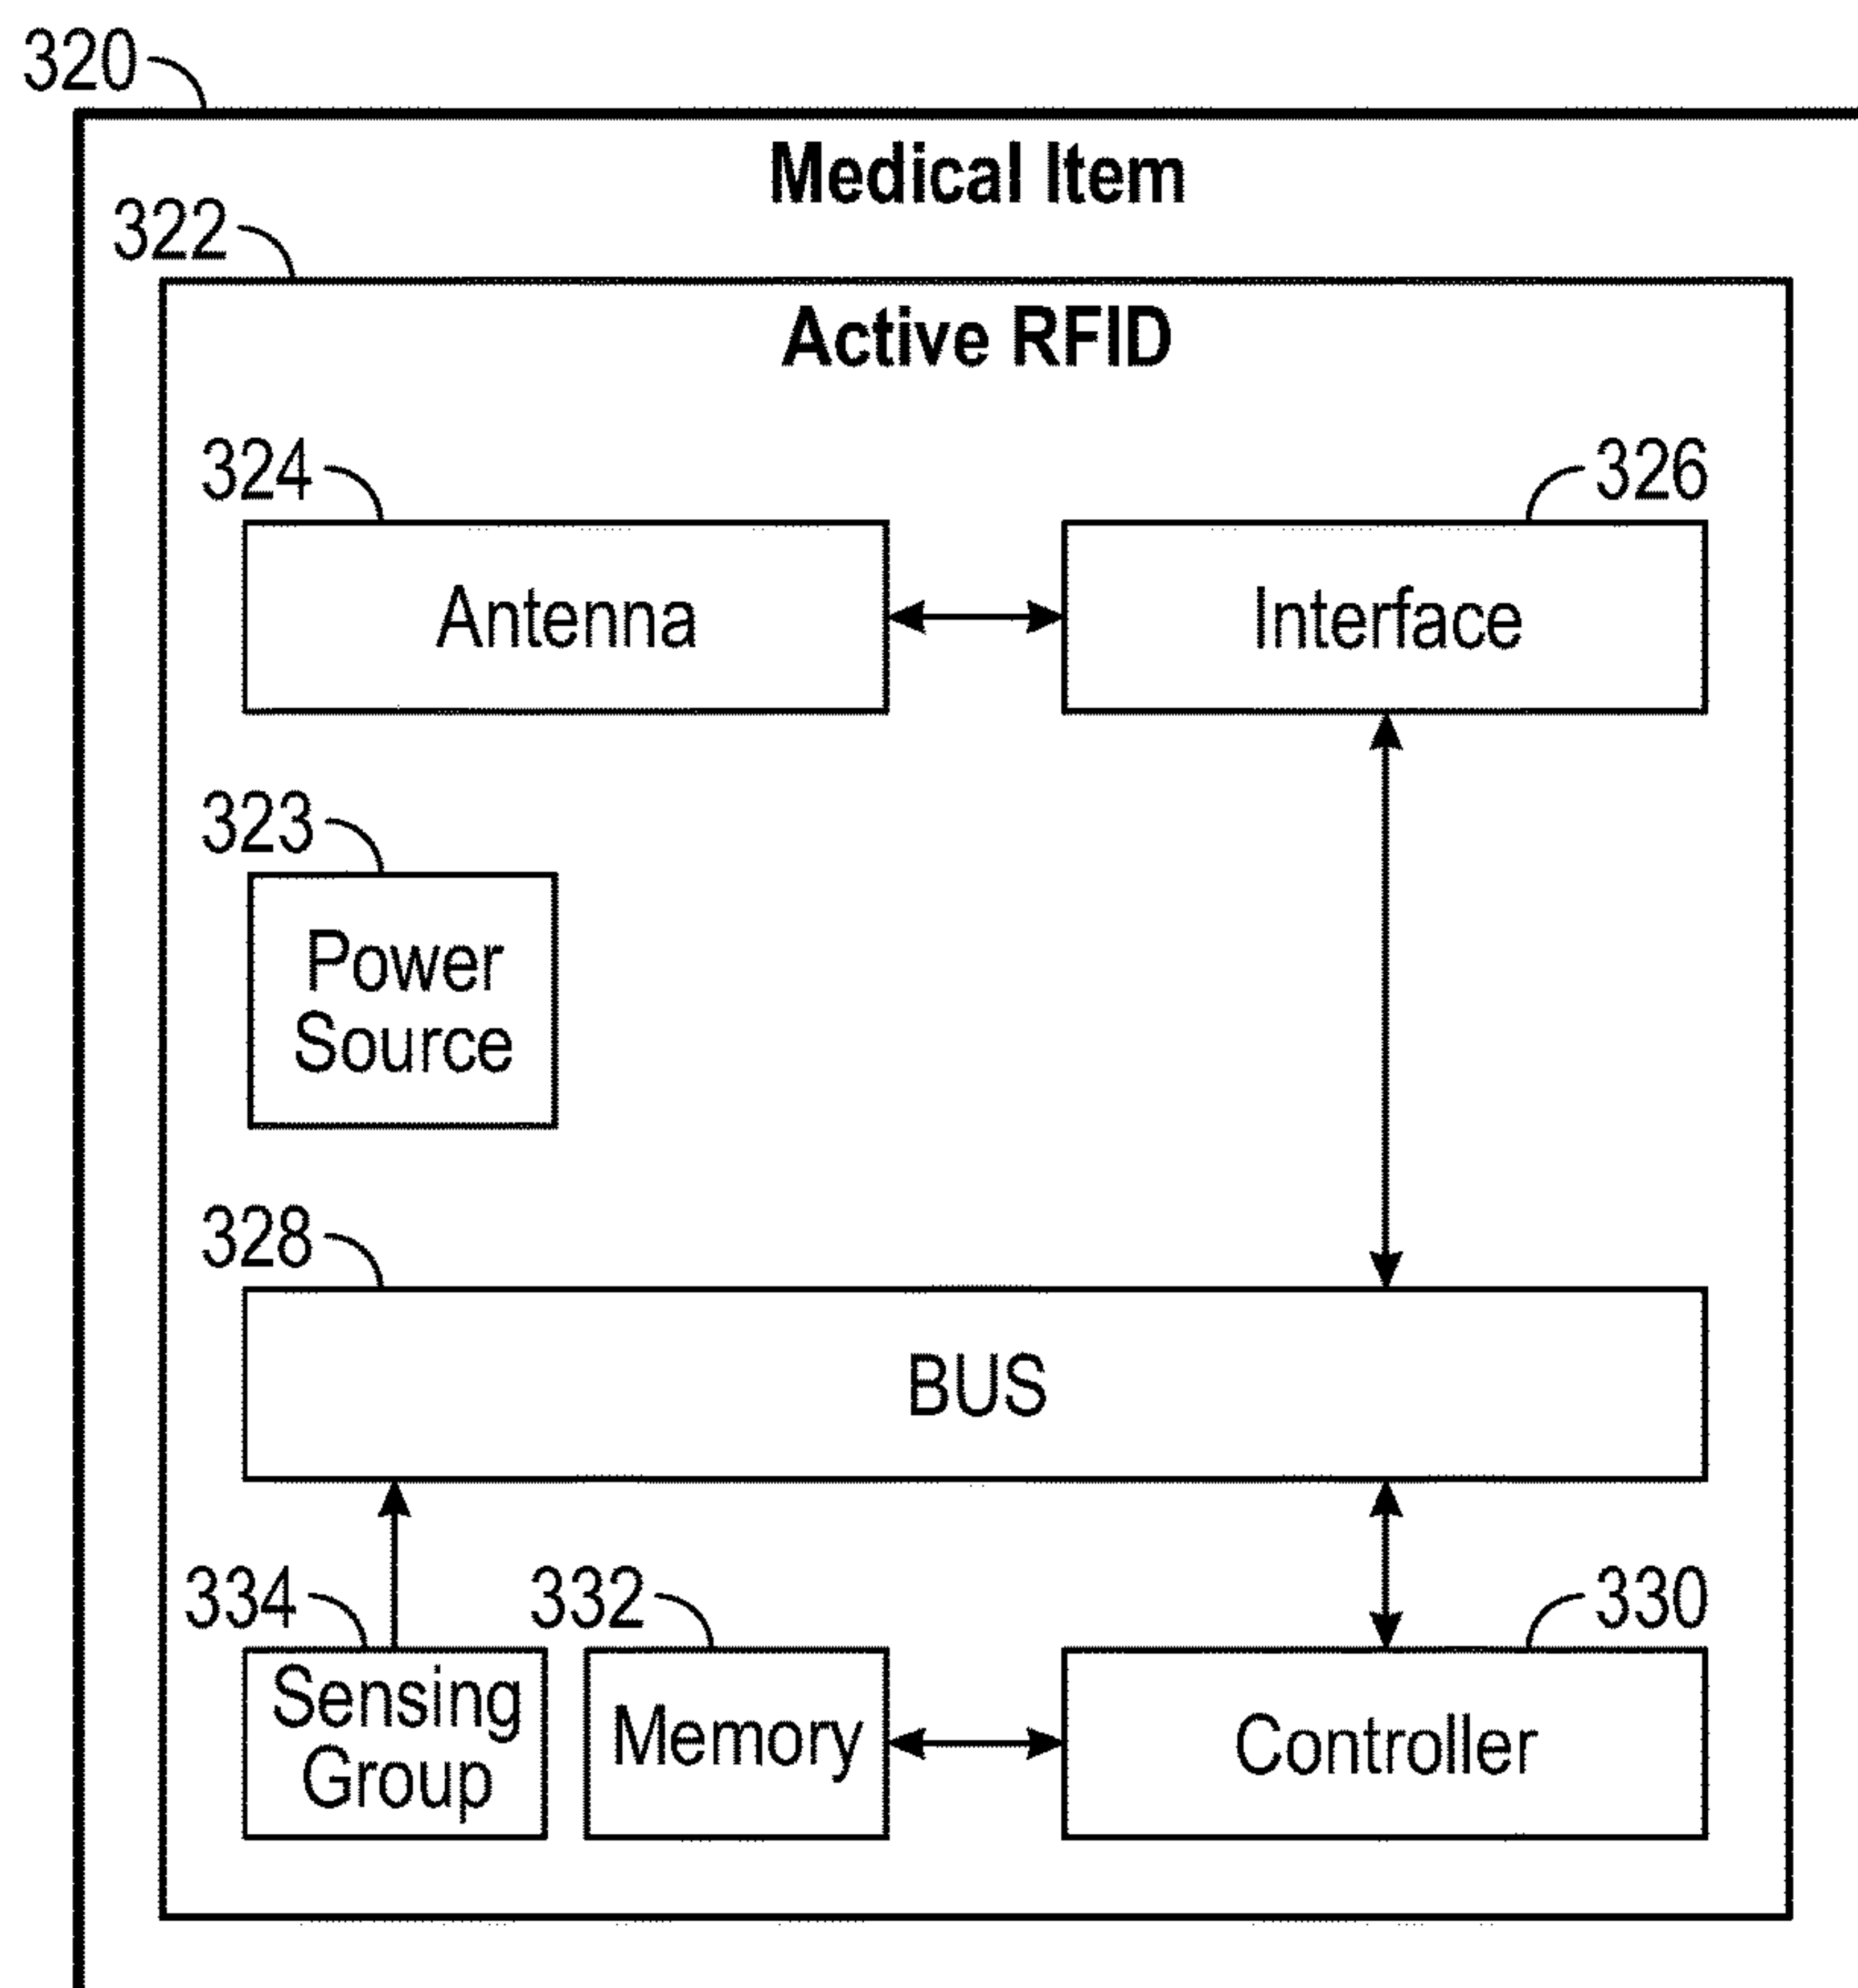 320
Medical Item
322
Active RFID
324
326
Antenna
Interface
323
Power
Source
328
BUS
334
332
330
Sensing
Group
Memory
Controller